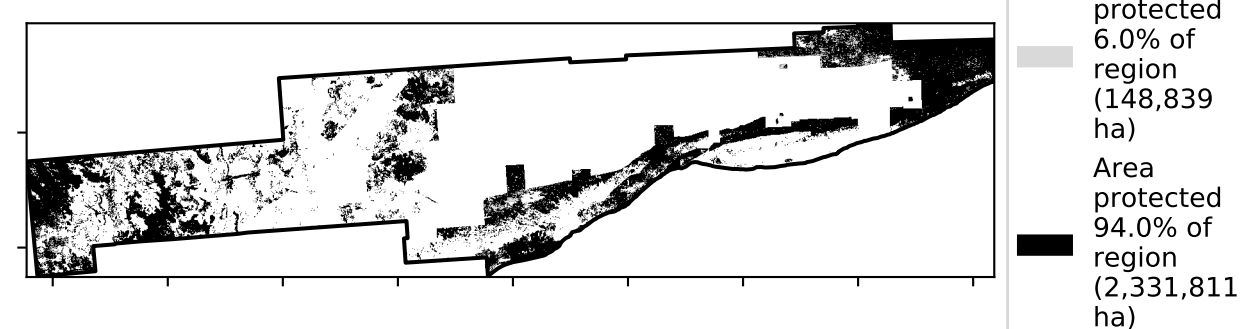 protected
6.0% of
region
(148,839
ha)
Area
protected
94.0% of
region
(2,331,811
ha)